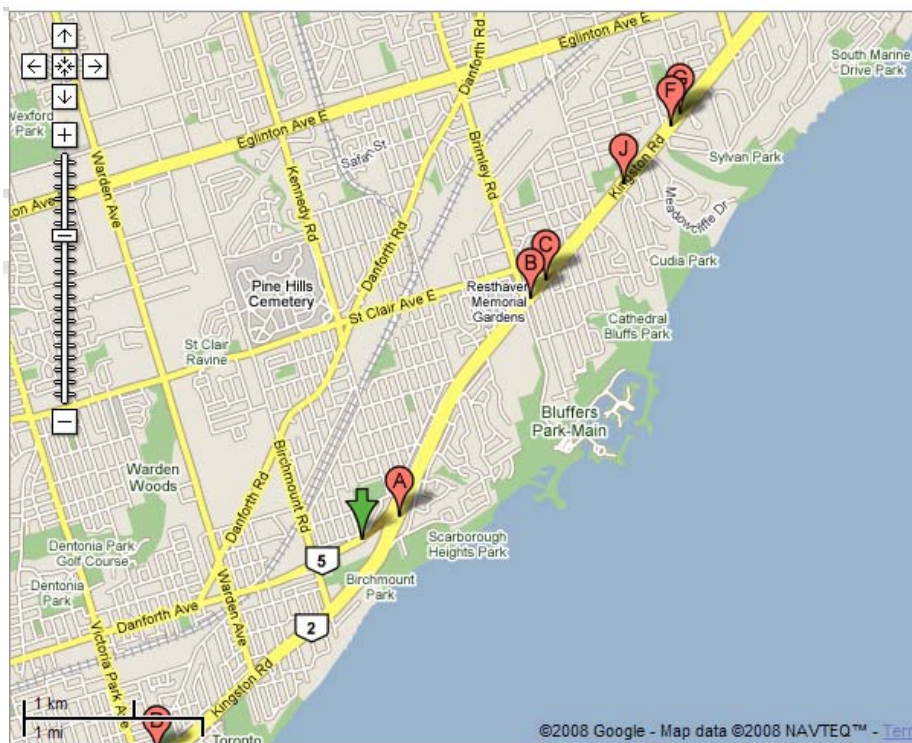 Eglinton Ave E
Danforth Rd
South Marine
Drive Park
Wexford
Park
G
F
Eglinton Ave E
Safari St
Brimley Rd
J
Kingston Rd
Sylvan Park
Warden Ave
Kennedy Rd
Meadowcliffe Dr
ton Ave E
Danforth Rd
C
B
Cudia Park
Pine Hills
Cemetery
Resthaven
Memorial
Gardens
St Clair Ave E
Cathedral
Bluffs Park
St Clair
Ravine
Bluffers
Park-Main
Birchmount Rd
Warden
Woods
A
Danforth Rd
Scarborough
Heights Park
Dentonia Park
Golf Course
5
Birchmount
Park
Dentonia
Park
Warden Ave
Danforth Ave
2
Victoria Park Ave
Kingston Rd
1 km
D
1 mi
Toronto
©2008 Google - Map data ©2008 NAVTEQ™ - Terr